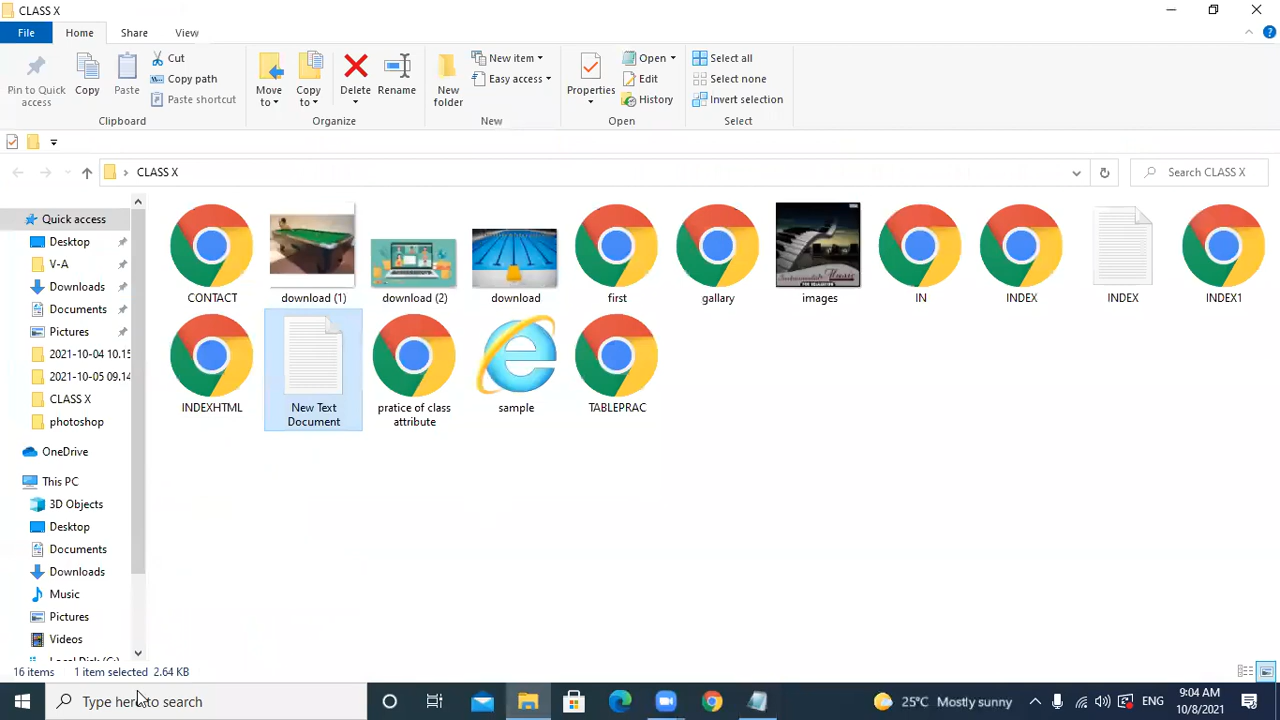 CLASS X
File
Home
Share
View
Pin to Quick
access
Copy
Paste
Cut
Copy path
Paste shortcut
Clipboard
Move
to
Copy
to
Delete
Rename
Organize
New
folder
New item
Easy access
New
Properties
Open
Edit
History
Open
Select all
Select none
Invert selection
Select
CLASS X
Search CLASS X
Quick access
Desktop
V-A
Downloads
Documents
Pictures
2021-10-04 10.15
2021-10-05 09.14
CLASS X
photoshop
OneDrive
This PC
3D Objects
Desktop
Documents
Downloads
Music
Pictures
Videos
CONTACT
download (1)
download (2)
download
first
gallary
images
IN
INDEX
INDEX
INDEX1
INDEXHTML
New Text
Document
pratice of class
attribute
sample
TABLEPRAC
16 items
1 item selected
2.64 KB
Type here to search
25°C
Mostly sunny
ENG
9:04 AM
10/8/2021